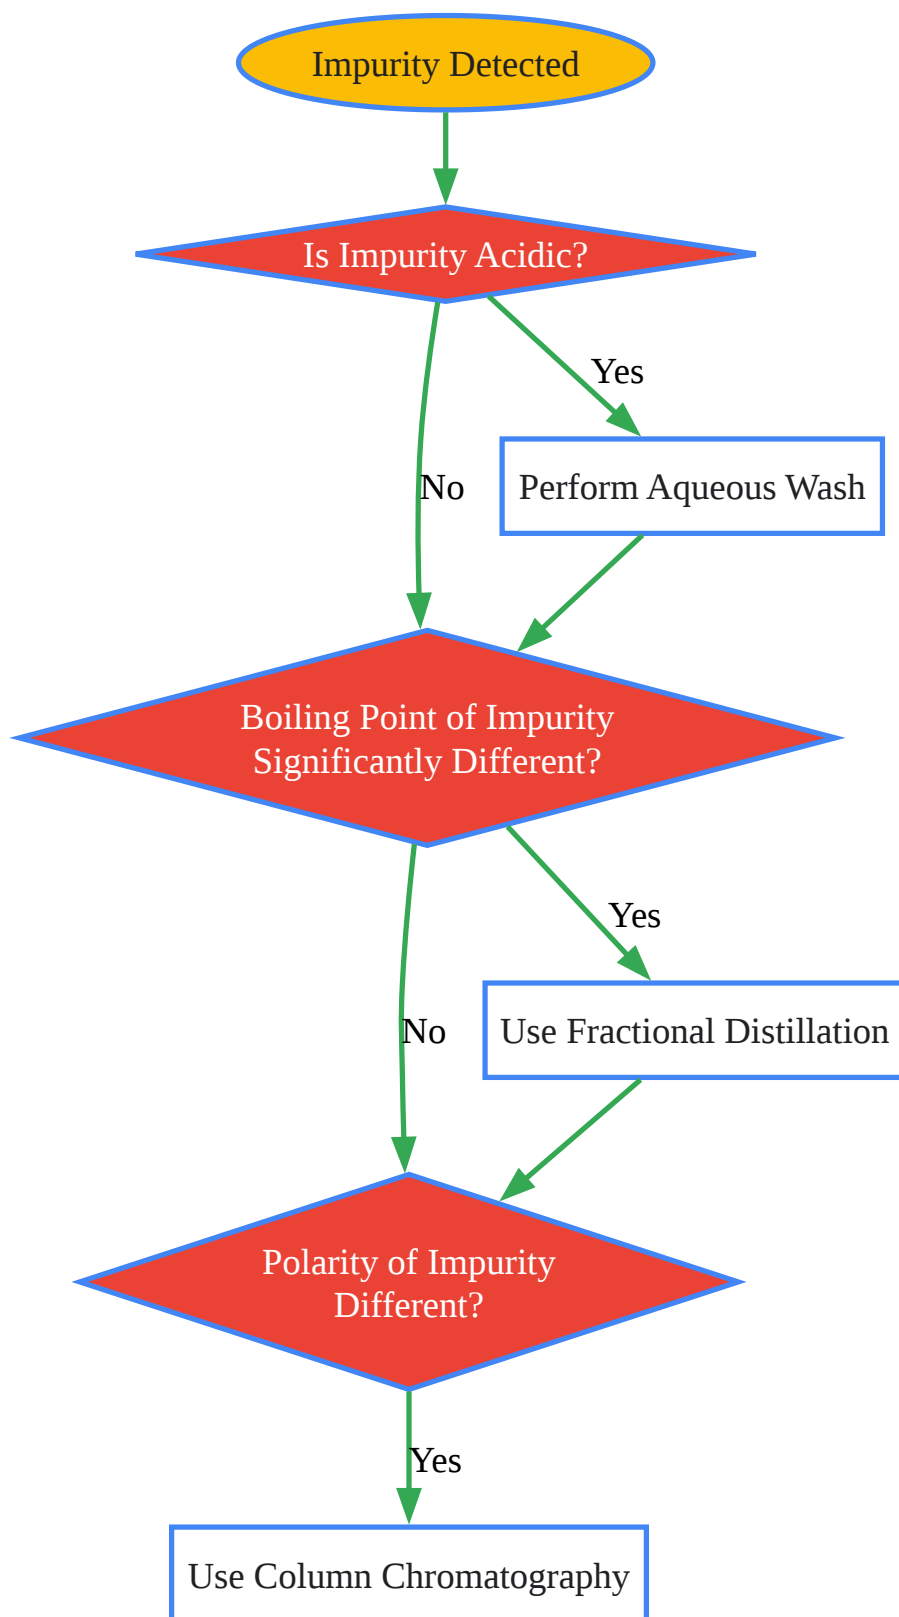 Impurity Detected
Is Impurity Acidic?
Yes
No
Perform Aqueous Wash
Boiling Point of Impurity
Significantly Different?
Yes
No
Use Fractional Distillation
Polarity of Impurity
Different?
Yes
Use Column Chromatography